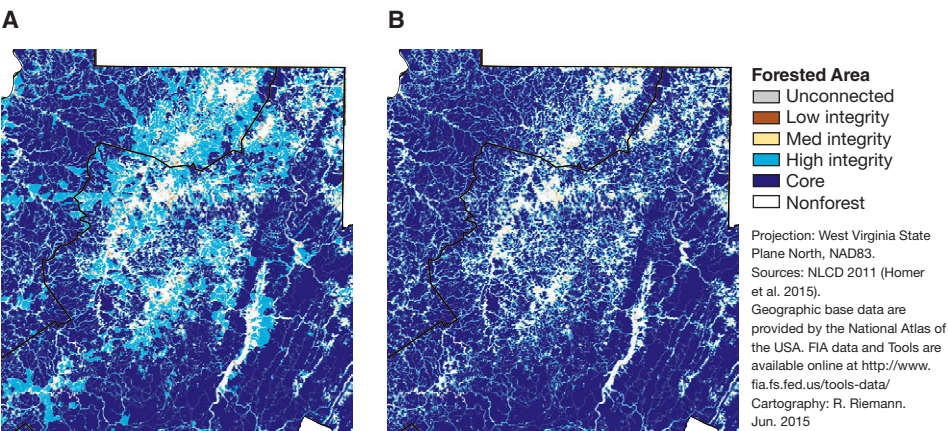 A
B
Forested Area
Unconnected
Low integrity
Med integrity
High integrity
Core
Nonforest
Projection: West Virginia State
Plane North, NAD83.
Sources: NLCD 2011 (Homer
et al. 2015).
Geographic base data are
provided by the National Atlas of
the USA. FIA data and Tools are
available online at http://www.
fia.fs.fed.us/tools-data/
Cartography: R. Riemann.
Jun. 2015